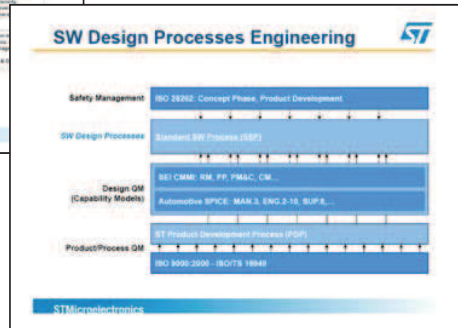 SW Design Processes Engineering
ST
Safety Management
ISO 26262: Concept Phase, Product Development
SW Design Processes
Standard SW Process (SSP)
SEI CMMI: RM, PP, PM&C, CM...
Design QM
(Capability Models)
Automotive SPICE: MAN.3, ENG.2-10, SUP.8,...
ST Product Development Process (PDP)
Product/Process QM
ISO 9000:2000 - ISO/TS 16949
STMicroelectronics